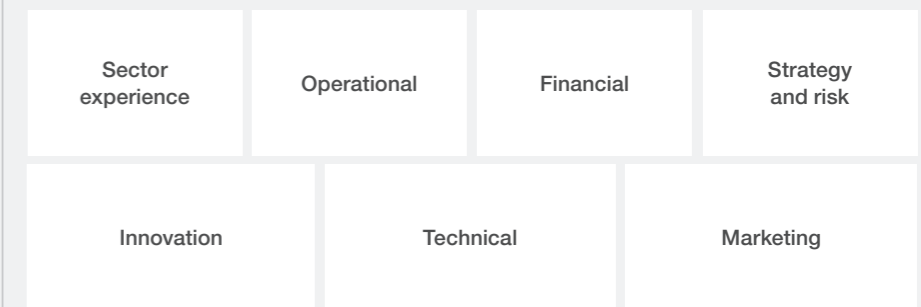 Sector
experience
Operational
Financial
Strategy
and risk
Innovation
Technical
Marketing